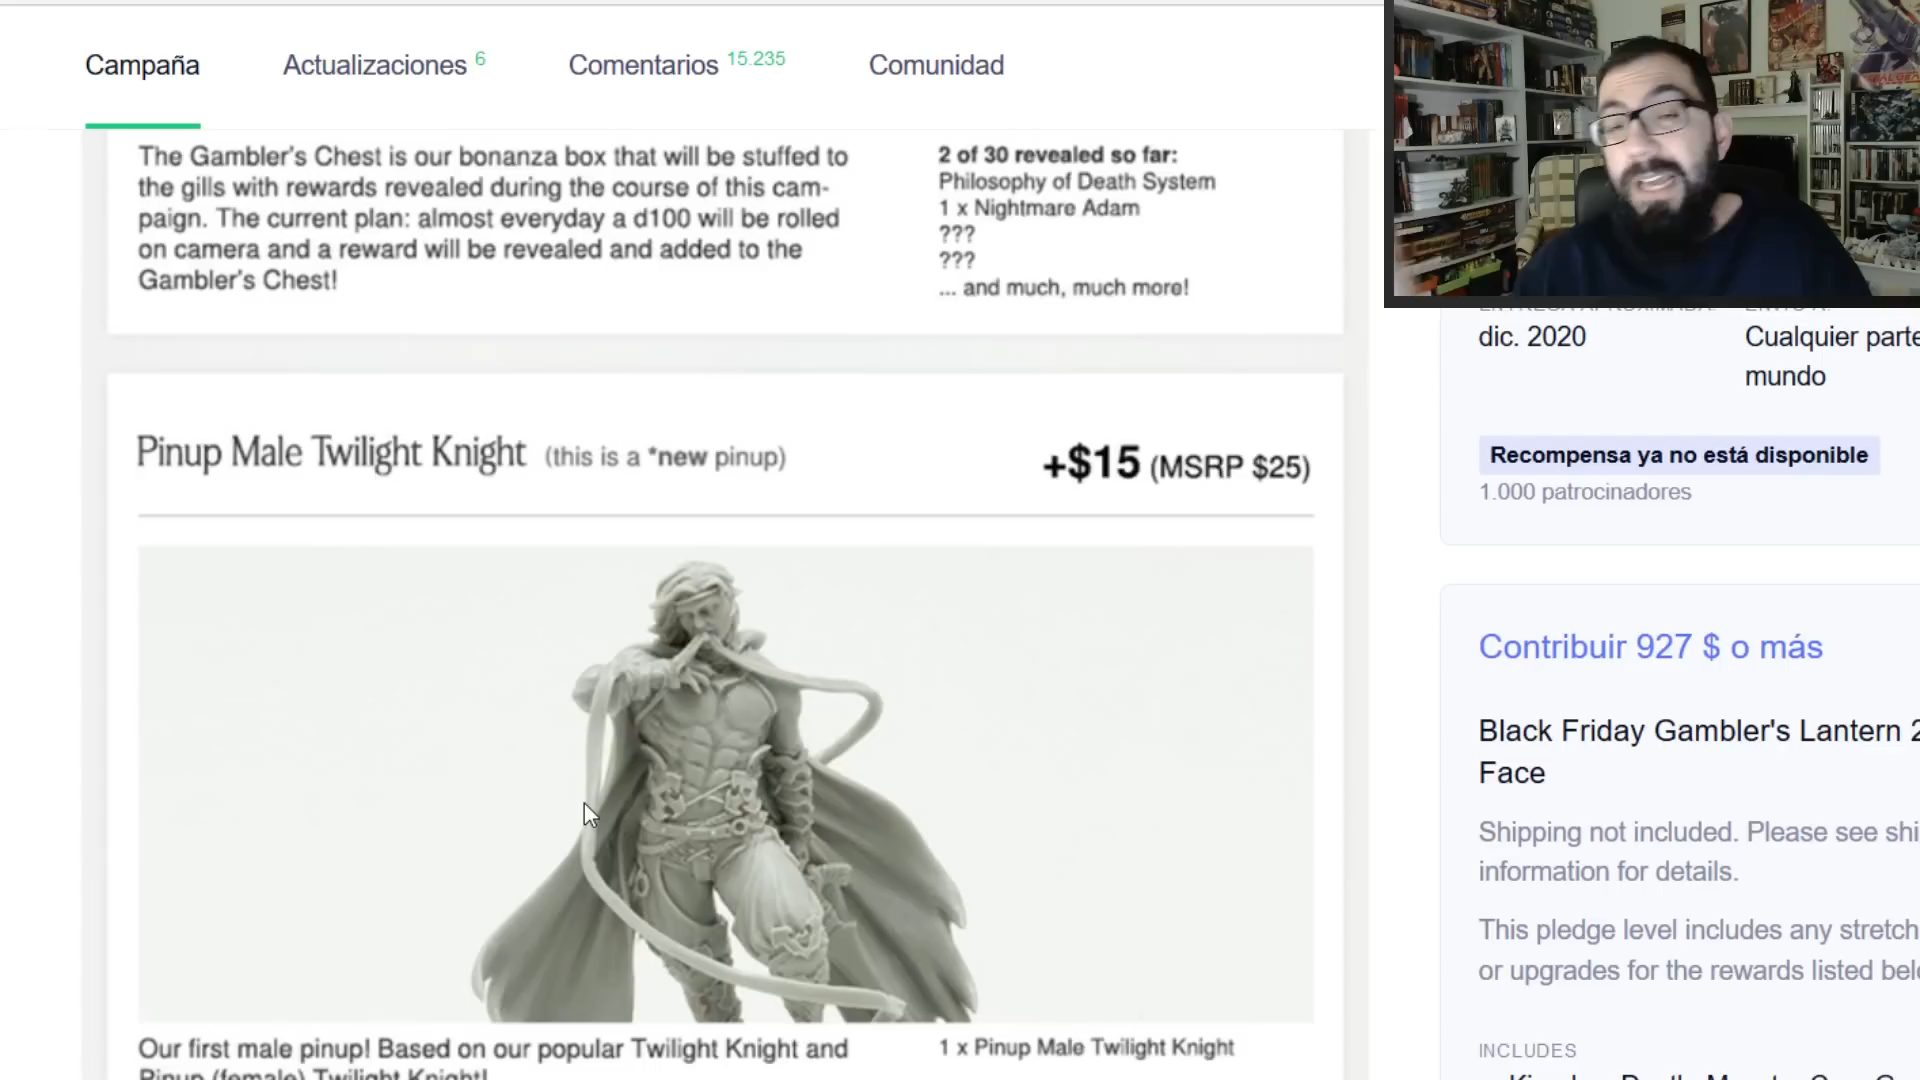 Campaña Actualizaciones 6 Comentarios 15.235 Comunidad
The Gambler's Chest is our bonanza box that will be stuffed to
the gills with rewards revealed during the course of this cam-
paign. The current plan: almost everyday a d100 will be rolled
on camera and a reward will be revealed and added to the
Gambler's Chest!
2 of 30 revealed so far:
Philosophy of Death System
1 x Nightmare Adam
???
???
... and much, much more!
Pinup Male Twilight Knight (this is a *new pinup)
+$15 (MSRP $25)
Our first male pinup! Based on our popular Twilight Knight and
Pinup (female) Twilight Knight!
1 x Pinup Male Twilight Knight
dic. 2020
Cualquier parte
mundo
Recompensa ya no está disponible
1.000 patrocinadores
Contribuir 927 $ o más
Black Friday Gambler's Lantern 2
Face
Shipping not included. Please see shi
information for details.
This pledge level includes any stretch
or upgrades for the rewards listed bel
INCLUDES